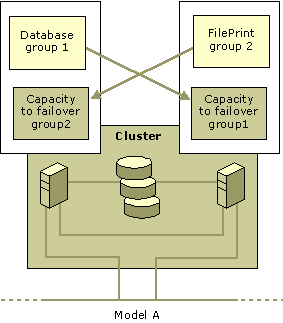 Database
group 1
FilePrint
group 2
Capacity
to failover
group2
Capacity
to failover
group1
Cluster
Model A